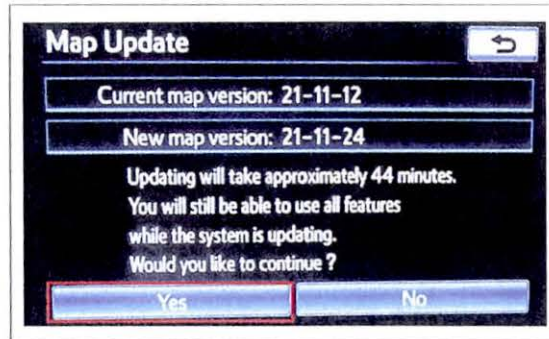 Map Update
Current map version: 21-11-12
New map version: 21-11-24
Updating will take approximately 44 minutes.
You will still be able to use all features
while the system is updating.
Would you like to continue ?
Yes
No